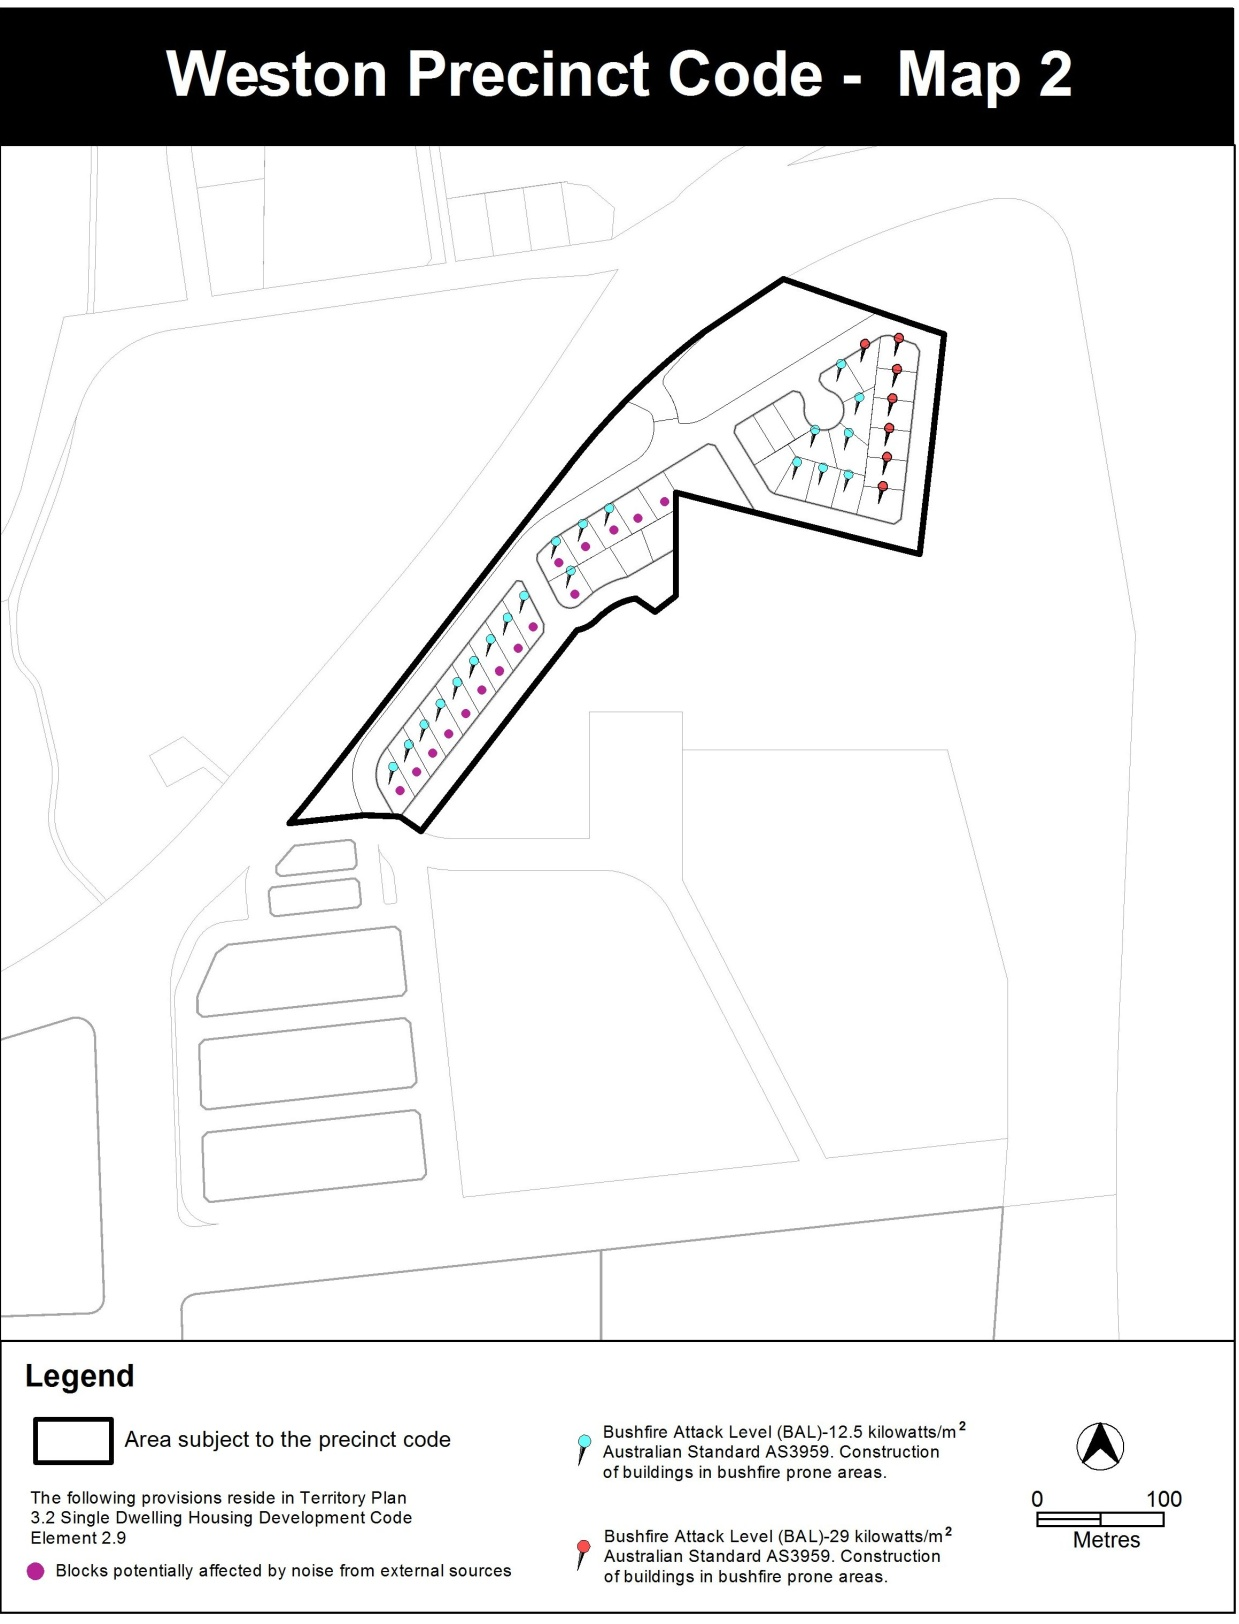 Weston Precinct Code - Map 2
Legend
Area subject to the precinct code
The following provisions reside in Territory Plan
3.2 Single Dwelling Housing Development Code
Element 2.9
Blocks potentially affected by noise from external sources
Bushfire Attack Level (BAL)-12.5 kilowatts/m²
Australian Standard AS3959. Construction
of buildings in bushfire prone areas.
Bushfire Attack Level (BAL)-29 kilowatts/m²
Australian Standard AS3959. Construction
of buildings in bushfire prone areas.
0 100
Metres